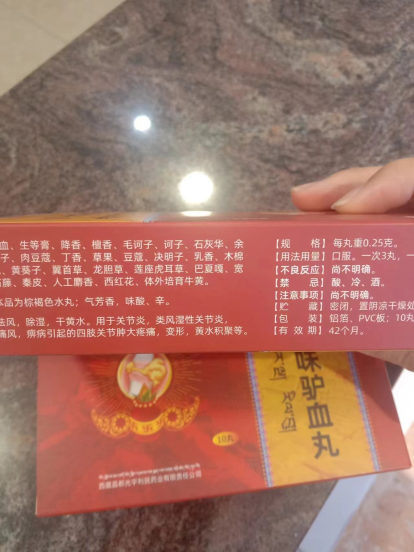 血、生等膏、降香、檀香、毛诃子、诃子、石灰华、余
子、肉豆蔻、丁香、草果、豆蔻、决明子、乳香、木棉
、黄葵子、翼首草、龙胆草、莲座虎耳草、巴夏嘎、宽
藤、秦皮、人工麝香、西红花、体外培育牛黄。
本品为棕褐色水丸；气芳香，味酸、辛。
祛风，除湿，干黄水。用于关节炎，类风湿性关节炎，
痛风，痹病引起的四肢关节肿大疼痛，变形，黄水积聚等。
【规 格】每丸重0.25克。
【用法用量】口服。一次3丸，一
【不良反应】尚不明确。
【禁 忌】酸、冷、酒。
【注意事项】尚不明确。
【贮 藏】密闭，置阴凉干燥处
【包 装】铝箔，PVC板；10丸
【有 效 期】42个月。
味驴血丸
10丸